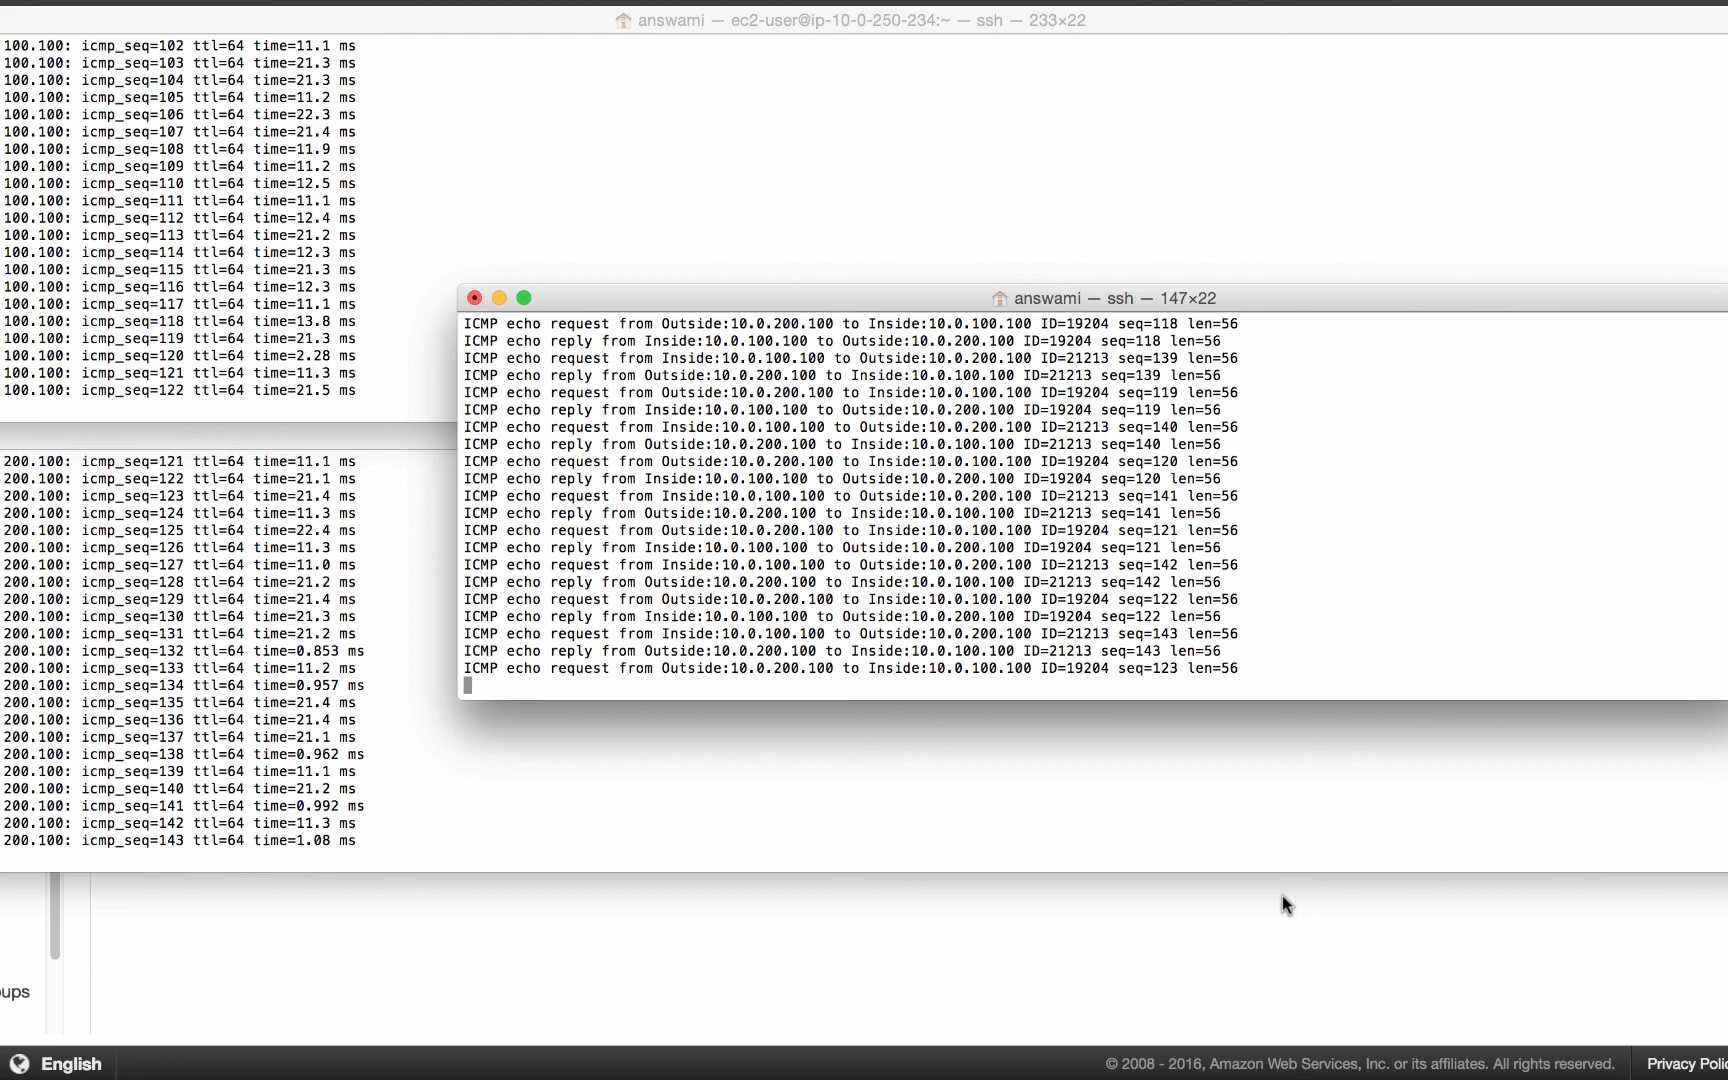 answami — ec2-user@ip-10-0-250-234:~ — ssh — 233×22
100.100: icmp_seq=102 ttl=64 time=11.1 ms
100.100: icmp_seq=103 ttl=64 time=21.3 ms
100.100: icmp_seq=104 ttl=64 time=21.3 ms
100.100: icmp_seq=105 ttl=64 time=11.2 ms
100.100: icmp_seq=106 ttl=64 time=22.3 ms
100.100: icmp_seq=107 ttl=64 time=21.4 ms
100.100: icmp_seq=108 ttl=64 time=11.9 ms
100.100: icmp_seq=109 ttl=64 time=11.2 ms
100.100: icmp_seq=110 ttl=64 time=12.5 ms
100.100: icmp_seq=111 ttl=64 time=11.1 ms
100.100: icmp_seq=112 ttl=64 time=12.4 ms
100.100: icmp_seq=113 ttl=64 time=21.2 ms
100.100: icmp_seq=114 ttl=64 time=12.3 ms
100.100: icmp_seq=115 ttl=64 time=21.3 ms
100.100: icmp_seq=116 ttl=64 time=12.3 ms
100.100: icmp_seq=117 ttl=64 time=11.1 ms
100.100: icmp_seq=118 ttl=64 time=13.8 ms
100.100: icmp_seq=119 ttl=64 time=21.3 ms
100.100: icmp_seq=120 ttl=64 time=2.28 ms
100.100: icmp_seq=121 ttl=64 time=11.3 ms
100.100: icmp_seq=122 ttl=64 time=21.5 ms
200.100: icmp_seq=121 ttl=64 time=11.1 ms
200.100: icmp_seq=122 ttl=64 time=21.1 ms
200.100: icmp_seq=123 ttl=64 time=21.4 ms
200.100: icmp_seq=124 ttl=64 time=11.3 ms
200.100: icmp_seq=125 ttl=64 time=22.4 ms
200.100: icmp_seq=126 ttl=64 time=11.3 ms
200.100: icmp_seq=127 ttl=64 time=11.0 ms
200.100: icmp_seq=128 ttl=64 time=21.2 ms
200.100: icmp_seq=129 ttl=64 time=21.4 ms
200.100: icmp_seq=130 ttl=64 time=21.3 ms
200.100: icmp_seq=131 ttl=64 time=21.2 ms
200.100: icmp_seq=132 ttl=64 time=0.853 ms
200.100: icmp_seq=133 ttl=64 time=11.2 ms
200.100: icmp_seq=134 ttl=64 time=0.957 ms
200.100: icmp_seq=135 ttl=64 time=21.4 ms
200.100: icmp_seq=136 ttl=64 time=21.4 ms
200.100: icmp_seq=137 ttl=64 time=21.1 ms
200.100: icmp_seq=138 ttl=64 time=0.962 ms
200.100: icmp_seq=139 ttl=64 time=11.1 ms
200.100: icmp_seq=140 ttl=64 time=21.2 ms
200.100: icmp_seq=141 ttl=64 time=0.992 ms
200.100: icmp_seq=142 ttl=64 time=11.3 ms
200.100: icmp_seq=143 ttl=64 time=1.08 ms
answami — ssh — 147×22
ICMP echo request from Outside:10.0.200.100 to Inside:10.0.100.100 ID=19204 seq=118 len=56
ICMP echo reply from Inside:10.0.100.100 to Outside:10.0.200.100 ID=19204 seq=118 len=56
ICMP echo request from Inside:10.0.100.100 to Outside:10.0.200.100 ID=21213 seq=139 len=56
ICMP echo reply from Outside:10.0.200.100 to Inside:10.0.100.100 ID=21213 seq=139 len=56
ICMP echo request from Outside:10.0.200.100 to Inside:10.0.100.100 ID=19204 seq=119 len=56
ICMP echo reply from Inside:10.0.100.100 to Outside:10.0.200.100 ID=19204 seq=119 len=56
ICMP echo request from Inside:10.0.100.100 to Outside:10.0.200.100 ID=21213 seq=140 len=56
ICMP echo reply from Outside:10.0.200.100 to Inside:10.0.100.100 ID=21213 seq=140 len=56
ICMP echo request from Outside:10.0.200.100 to Inside:10.0.100.100 ID=19204 seq=120 len=56
ICMP echo reply from Inside:10.0.100.100 to Outside:10.0.200.100 ID=19204 seq=120 len=56
ICMP echo request from Inside:10.0.100.100 to Outside:10.0.200.100 ID=21213 seq=141 len=56
ICMP echo reply from Outside:10.0.200.100 to Inside:10.0.100.100 ID=21213 seq=141 len=56
ICMP echo request from Outside:10.0.200.100 to Inside:10.0.100.100 ID=19204 seq=121 len=56
ICMP echo reply from Inside:10.0.100.100 to Outside:10.0.200.100 ID=19204 seq=121 len=56
ICMP echo request from Inside:10.0.100.100 to Outside:10.0.200.100 ID=21213 seq=142 len=56
ICMP echo reply from Outside:10.0.200.100 to Inside:10.0.100.100 ID=21213 seq=142 len=56
ICMP echo request from Outside:10.0.200.100 to Inside:10.0.100.100 ID=19204 seq=122 len=56
ICMP echo reply from Inside:10.0.100.100 to Outside:10.0.200.100 ID=19204 seq=122 len=56
ICMP echo request from Inside:10.0.100.100 to Outside:10.0.200.100 ID=21213 seq=143 len=56
ICMP echo reply from Outside:10.0.200.100 to Inside:10.0.100.100 ID=21213 seq=143 len=56
ICMP echo request from Outside:10.0.200.100 to Inside:10.0.100.100 ID=19204 seq=123 len=56
oups
English
© 2008 - 2016, Amazon Web Services, Inc. or its affiliates. All rights reserved.
Privacy Polic